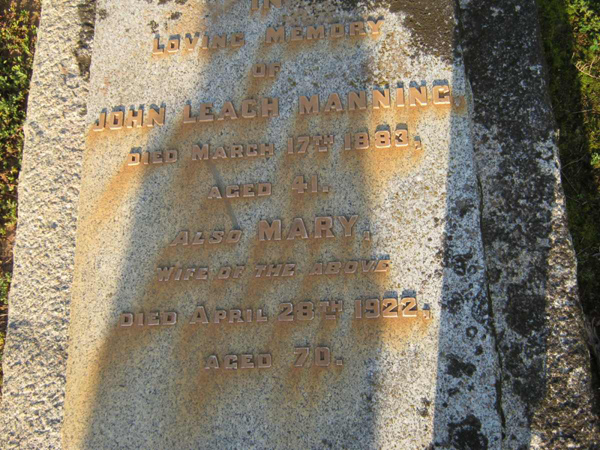 IN
LOVING MEMORY
OF
JOHN LEACH MANNING,
DIED MARCH 17TH 1883,
AGED 41.
ALSO MARY,
WIFE OF THE ABOVE
DIED APRIL 28TH 1922,
AGED 70.